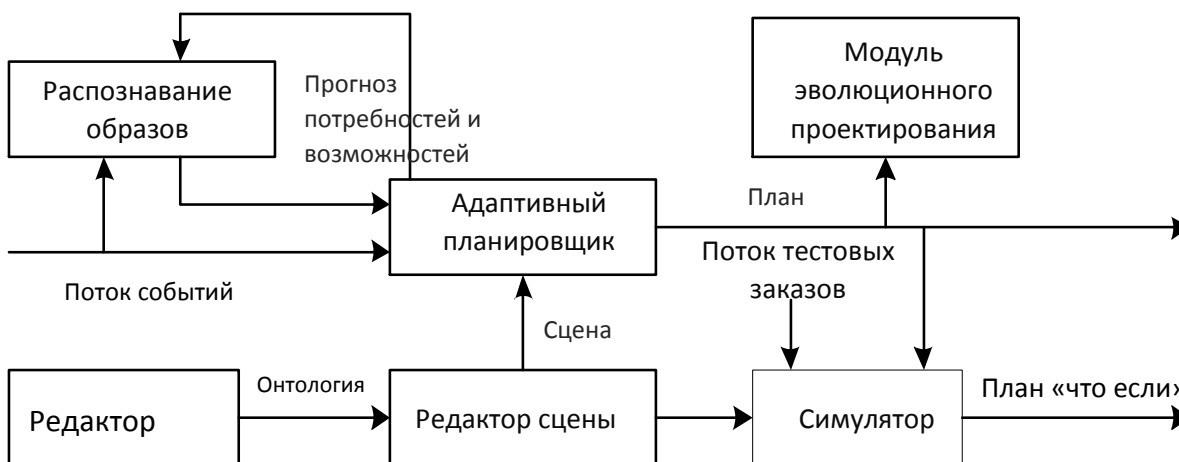 Распознавание
образов
Прогноз
потребностей и
возможностей
Модуль
эволюционного
проектирования
Адаптивный
планировщик
План
Поток тестовых
заказов
Поток событий
Сцена
Редактор
Онтология
Редактор сцены
Симулятор
План «что если»